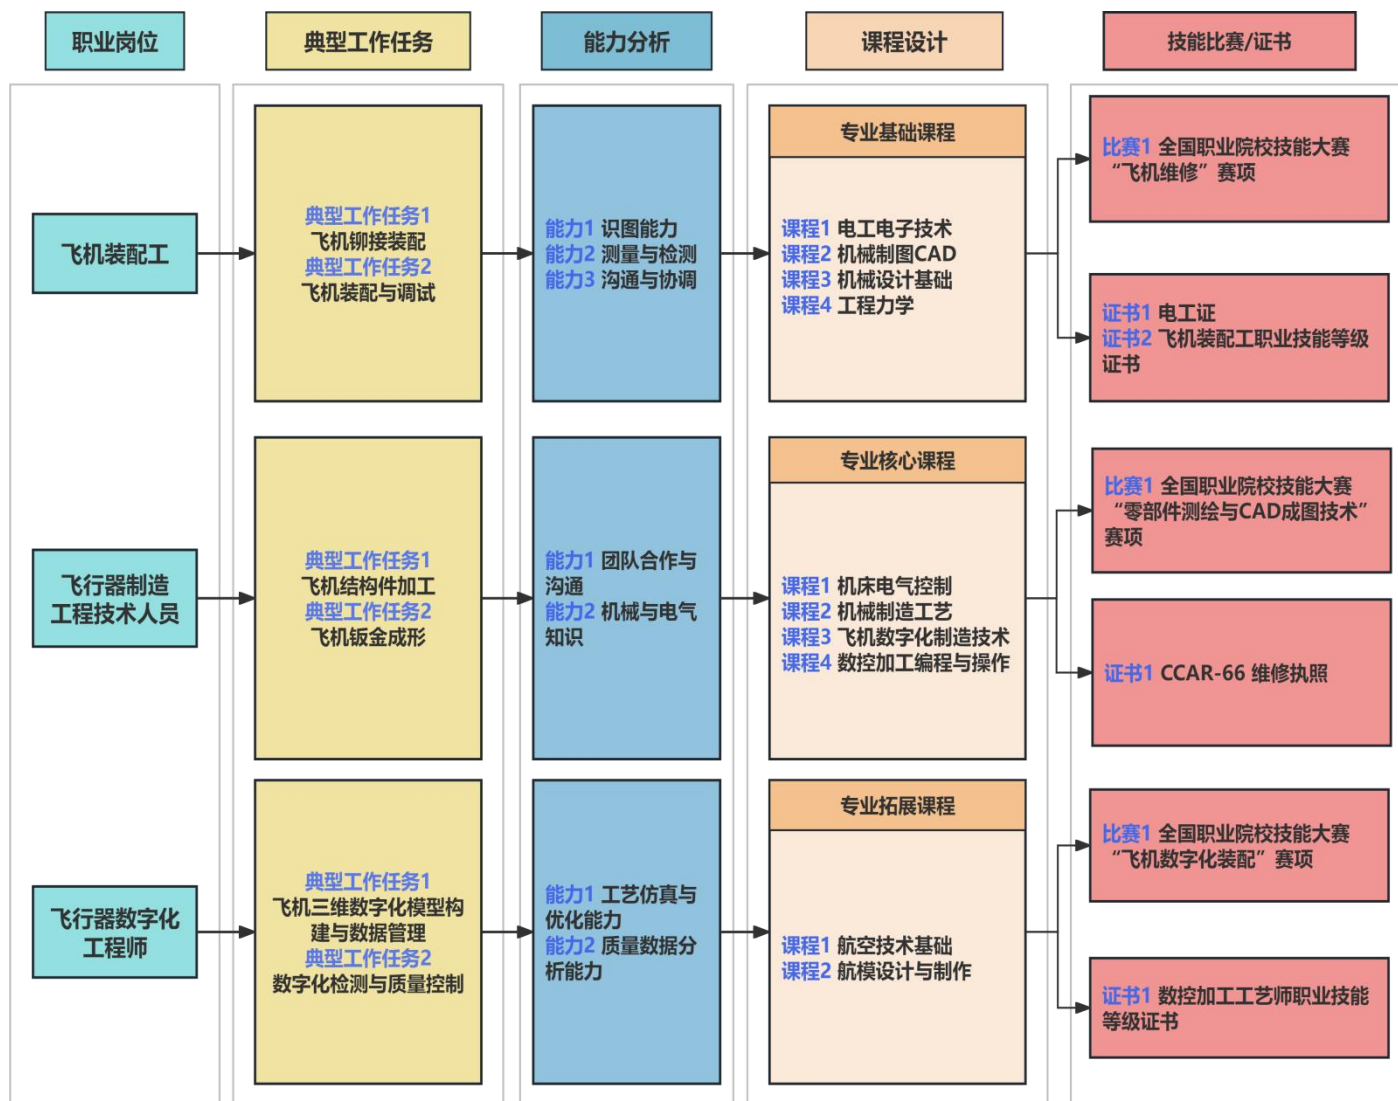 职业岗位
典型工作任务
能力分析
课程设计
技能比赛/证书
飞机装配工
典型工作任务1
飞机铆接装配
典型工作任务2
飞机装配与调试
能力1 识图能力
能力2 测量与检测
能力3 沟通与协调
专业基础课程
课程1 电工电子技术
课程2 机械制图CAD
课程3 机械设计基础
课程4 工程力学
比赛1 全国职业院校技能大赛
“飞机维修”赛项
证书1 电工证
证书2 飞机装配工职业技能等级
证书
飞行器制造
工程技术人员
典型工作任务1
飞机结构件加工
典型工作任务2
飞机钣金成形
能力1 团队合作与
沟通
能力2 机械与电气
知识
专业核心课程
课程1 机床电气控制
课程2 机械制造工艺
课程3 飞机数字化制造技术
课程4 数控加工编程与操作
比赛1 全国职业院校技能大赛
“零部件测绘与CAD成图技术”
赛项
证书1 CCAR-66 维修执照
飞行器数字化
工程师
典型工作任务1
飞机三维数字化模型构
建与数据管理
典型工作任务2
数字化检测与质量控制
能力1 工艺仿真与
优化能力
能力2 质量数据分
析能力
专业拓展课程
课程1 航空技术基础
课程2 航模设计与制作
比赛1 全国职业院校技能大赛
“飞机数字化装配”赛项
证书1 数控加工工艺师职业技能
等级证书